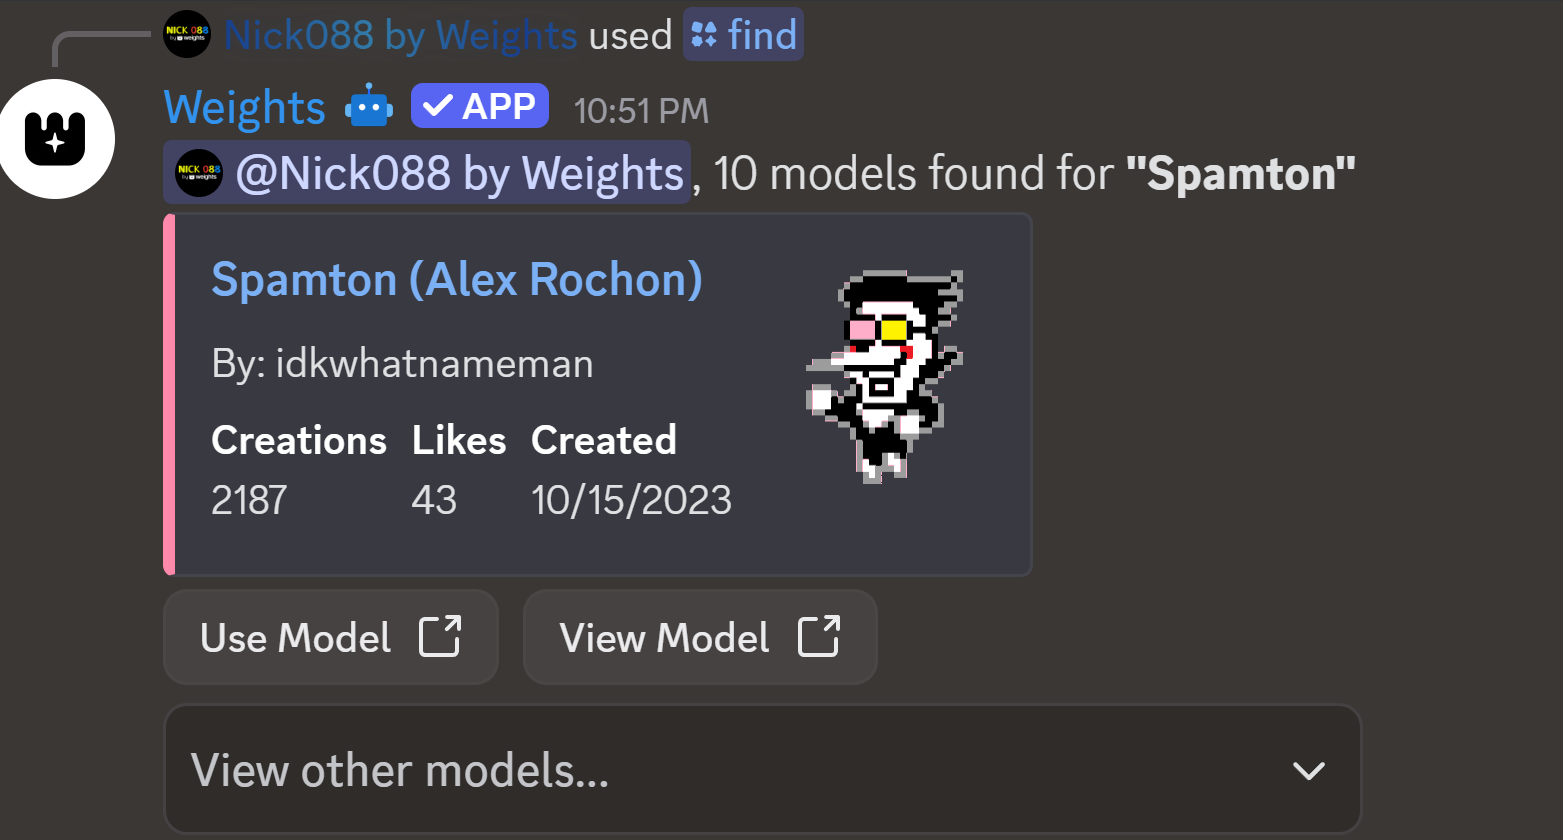 Nick088 by Weights used find
Weights APP 10:51 PM
@Nick088 by Weights, 10 models found for "Spamton"
Spamton (Alex Rochon)
By: idkwhatnameman
Creations Likes Created
2187 43 10/15/2023
Use Model View Model
View other models...